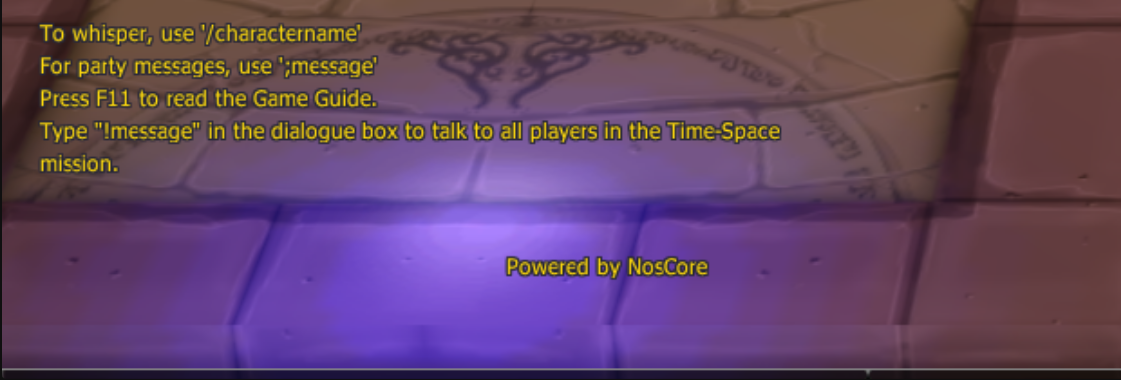 To whisper, use '/charactername'
For party messages, use ';message'
Press F11 to read the Game Guide.
Type "!message" in the dialogue box to talk to all players in the Time-Space
mission.
Powered by NosCore